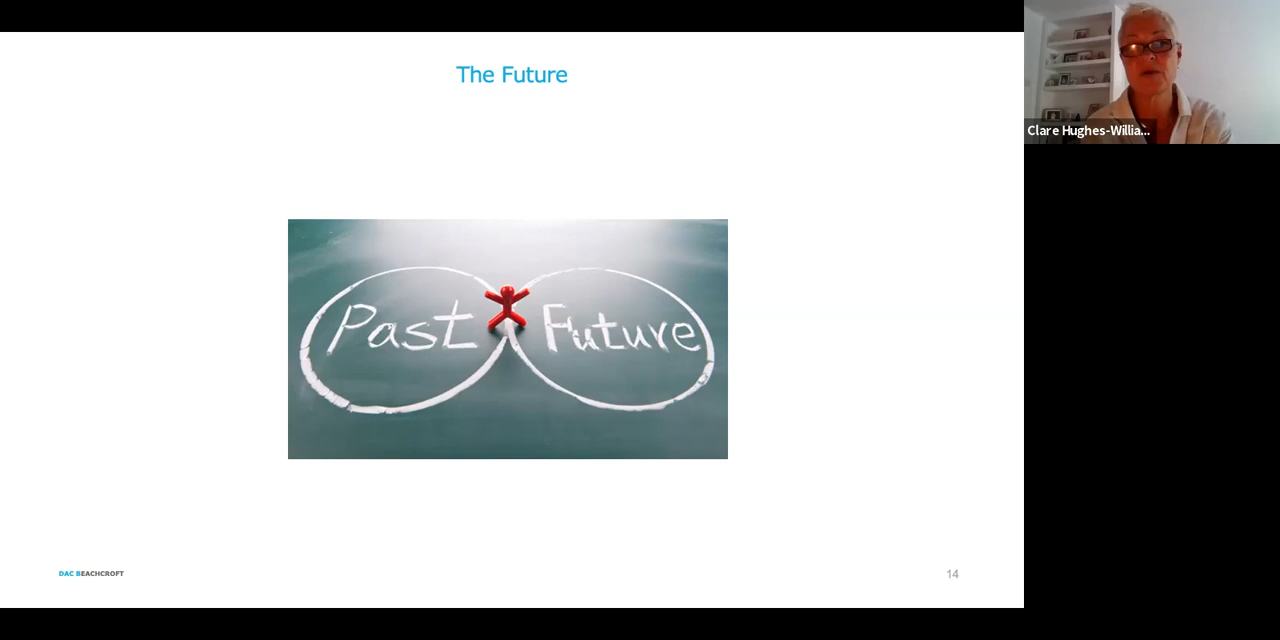 The Future
Clare Hughes-Willia...
Past Future
DAC BEACHCROFT
14